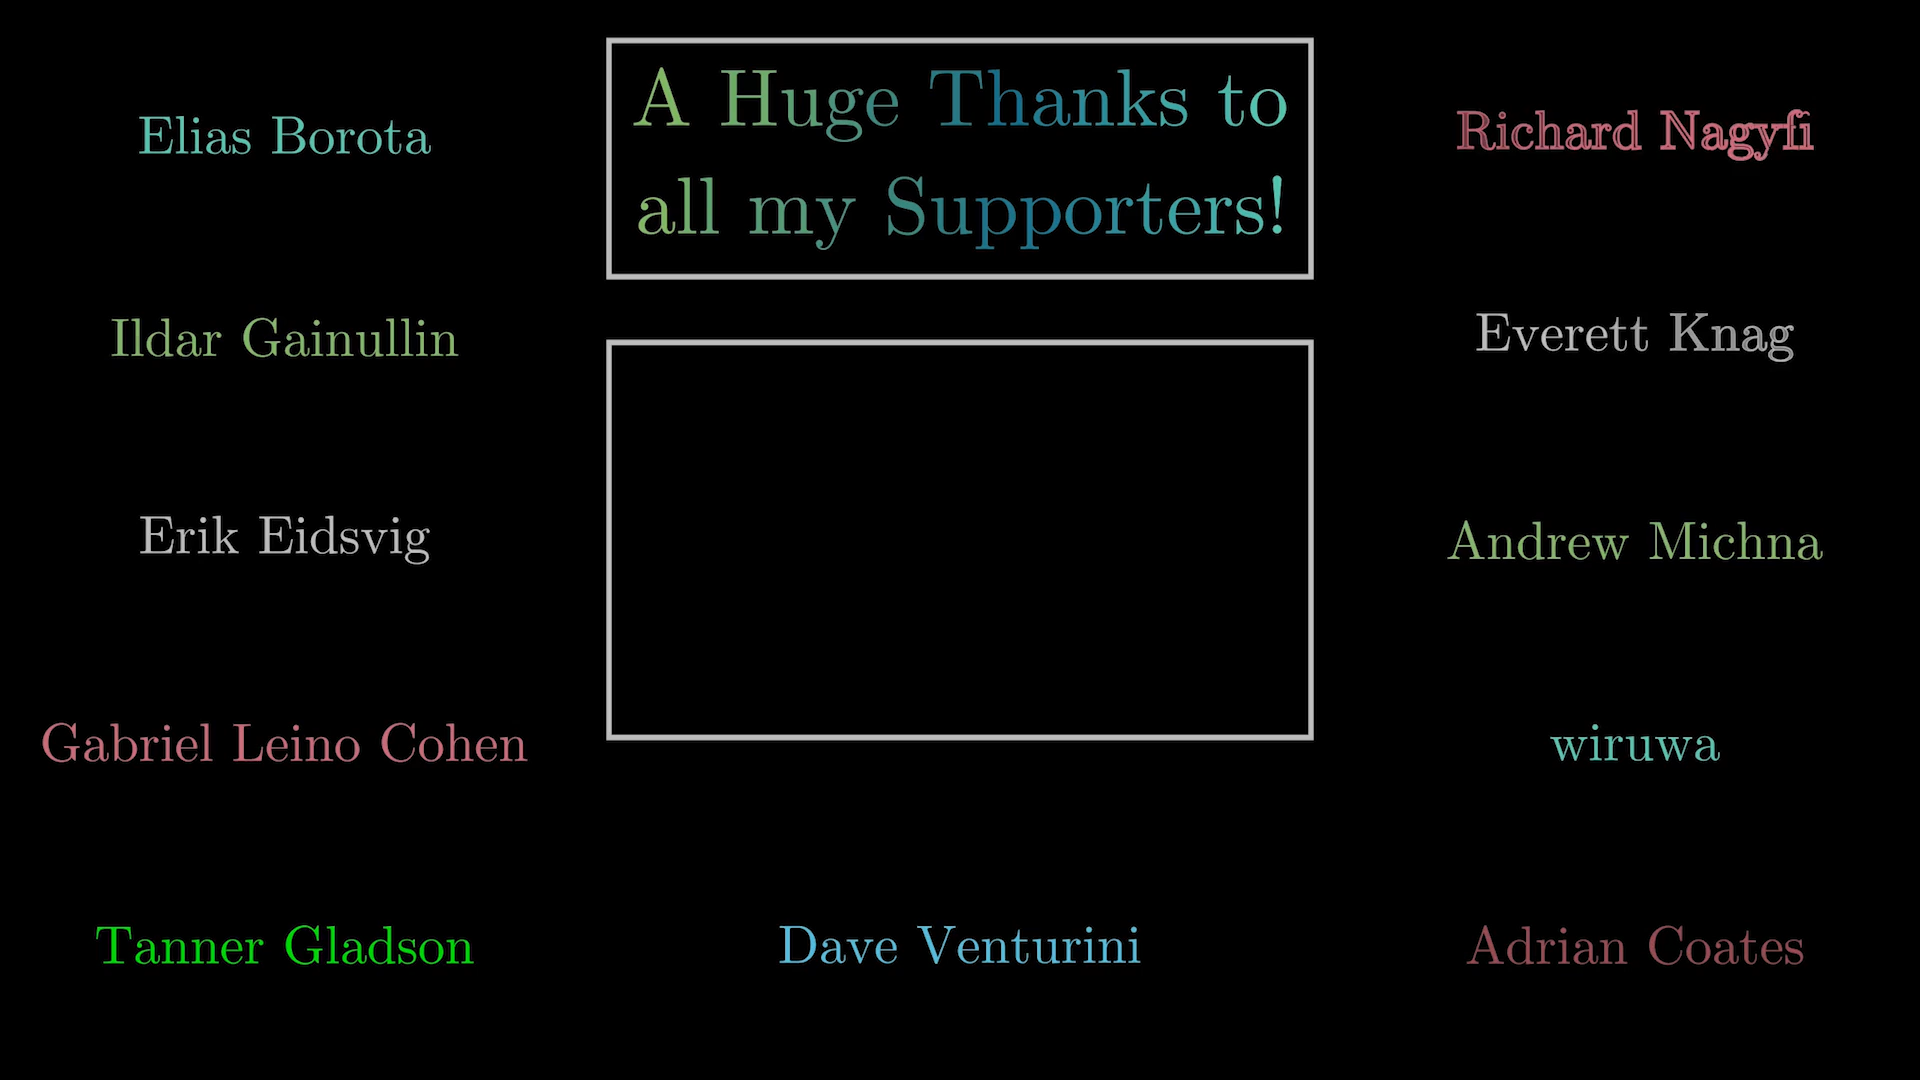 A Huge Thanks to
all my Supporters!
Elias Borota
Richard Nagyfi
Ildar Gainullin
Everett Knag
Erik Eidsvig
Andrew Michna
Gabriel Leino Cohen
wiruwa
Tanner Gladson
Dave Venturini
Adrian Coates